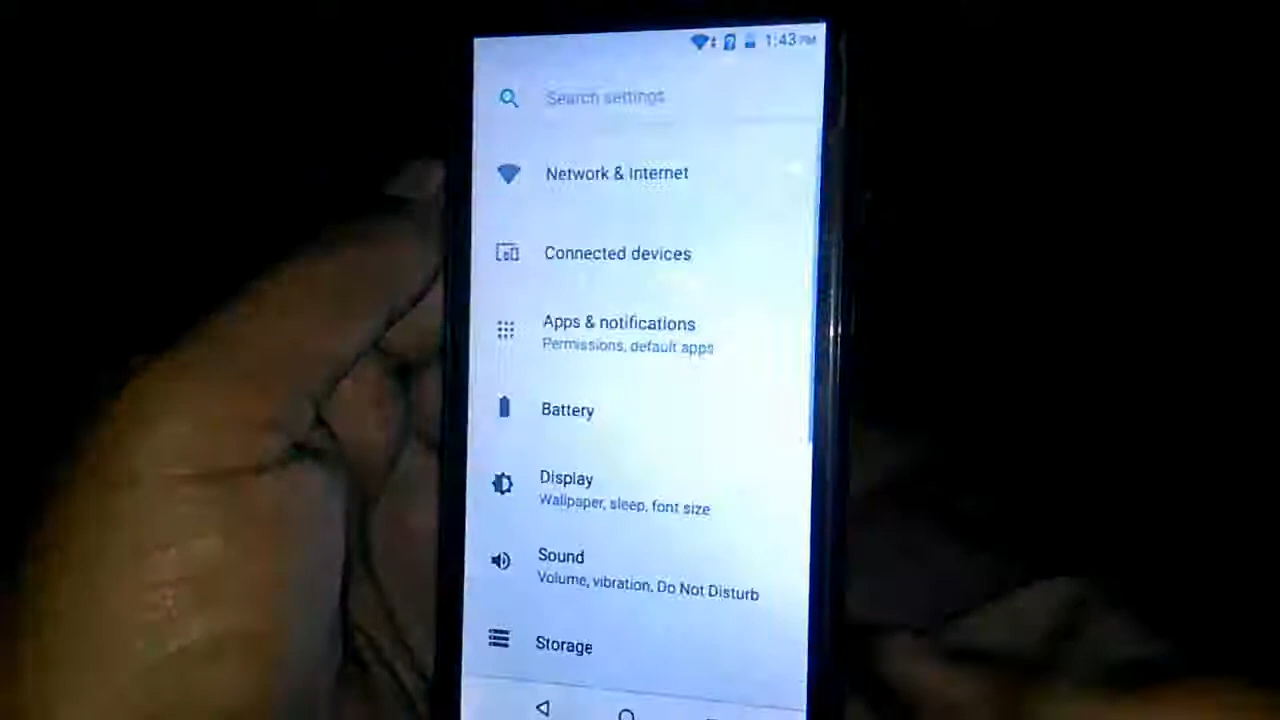 1:43 PM
Search settings
Network & Internet
Connected devices
Apps & notifications
Permissions, default apps
Battery
Display
Wallpaper, sleep, font size
Sound
Volume, vibration, Do Not Disturb
Storage